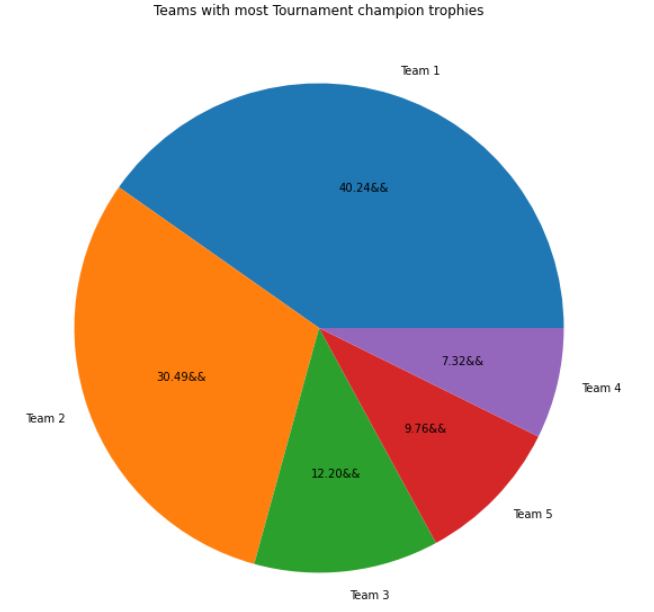 Teams with most Tournament champion trophies
Team 1
40.24&&
7.32&&
Team 4
30.49&&
Team 2
9.76&&
12.20&&
Team 5
Team 3